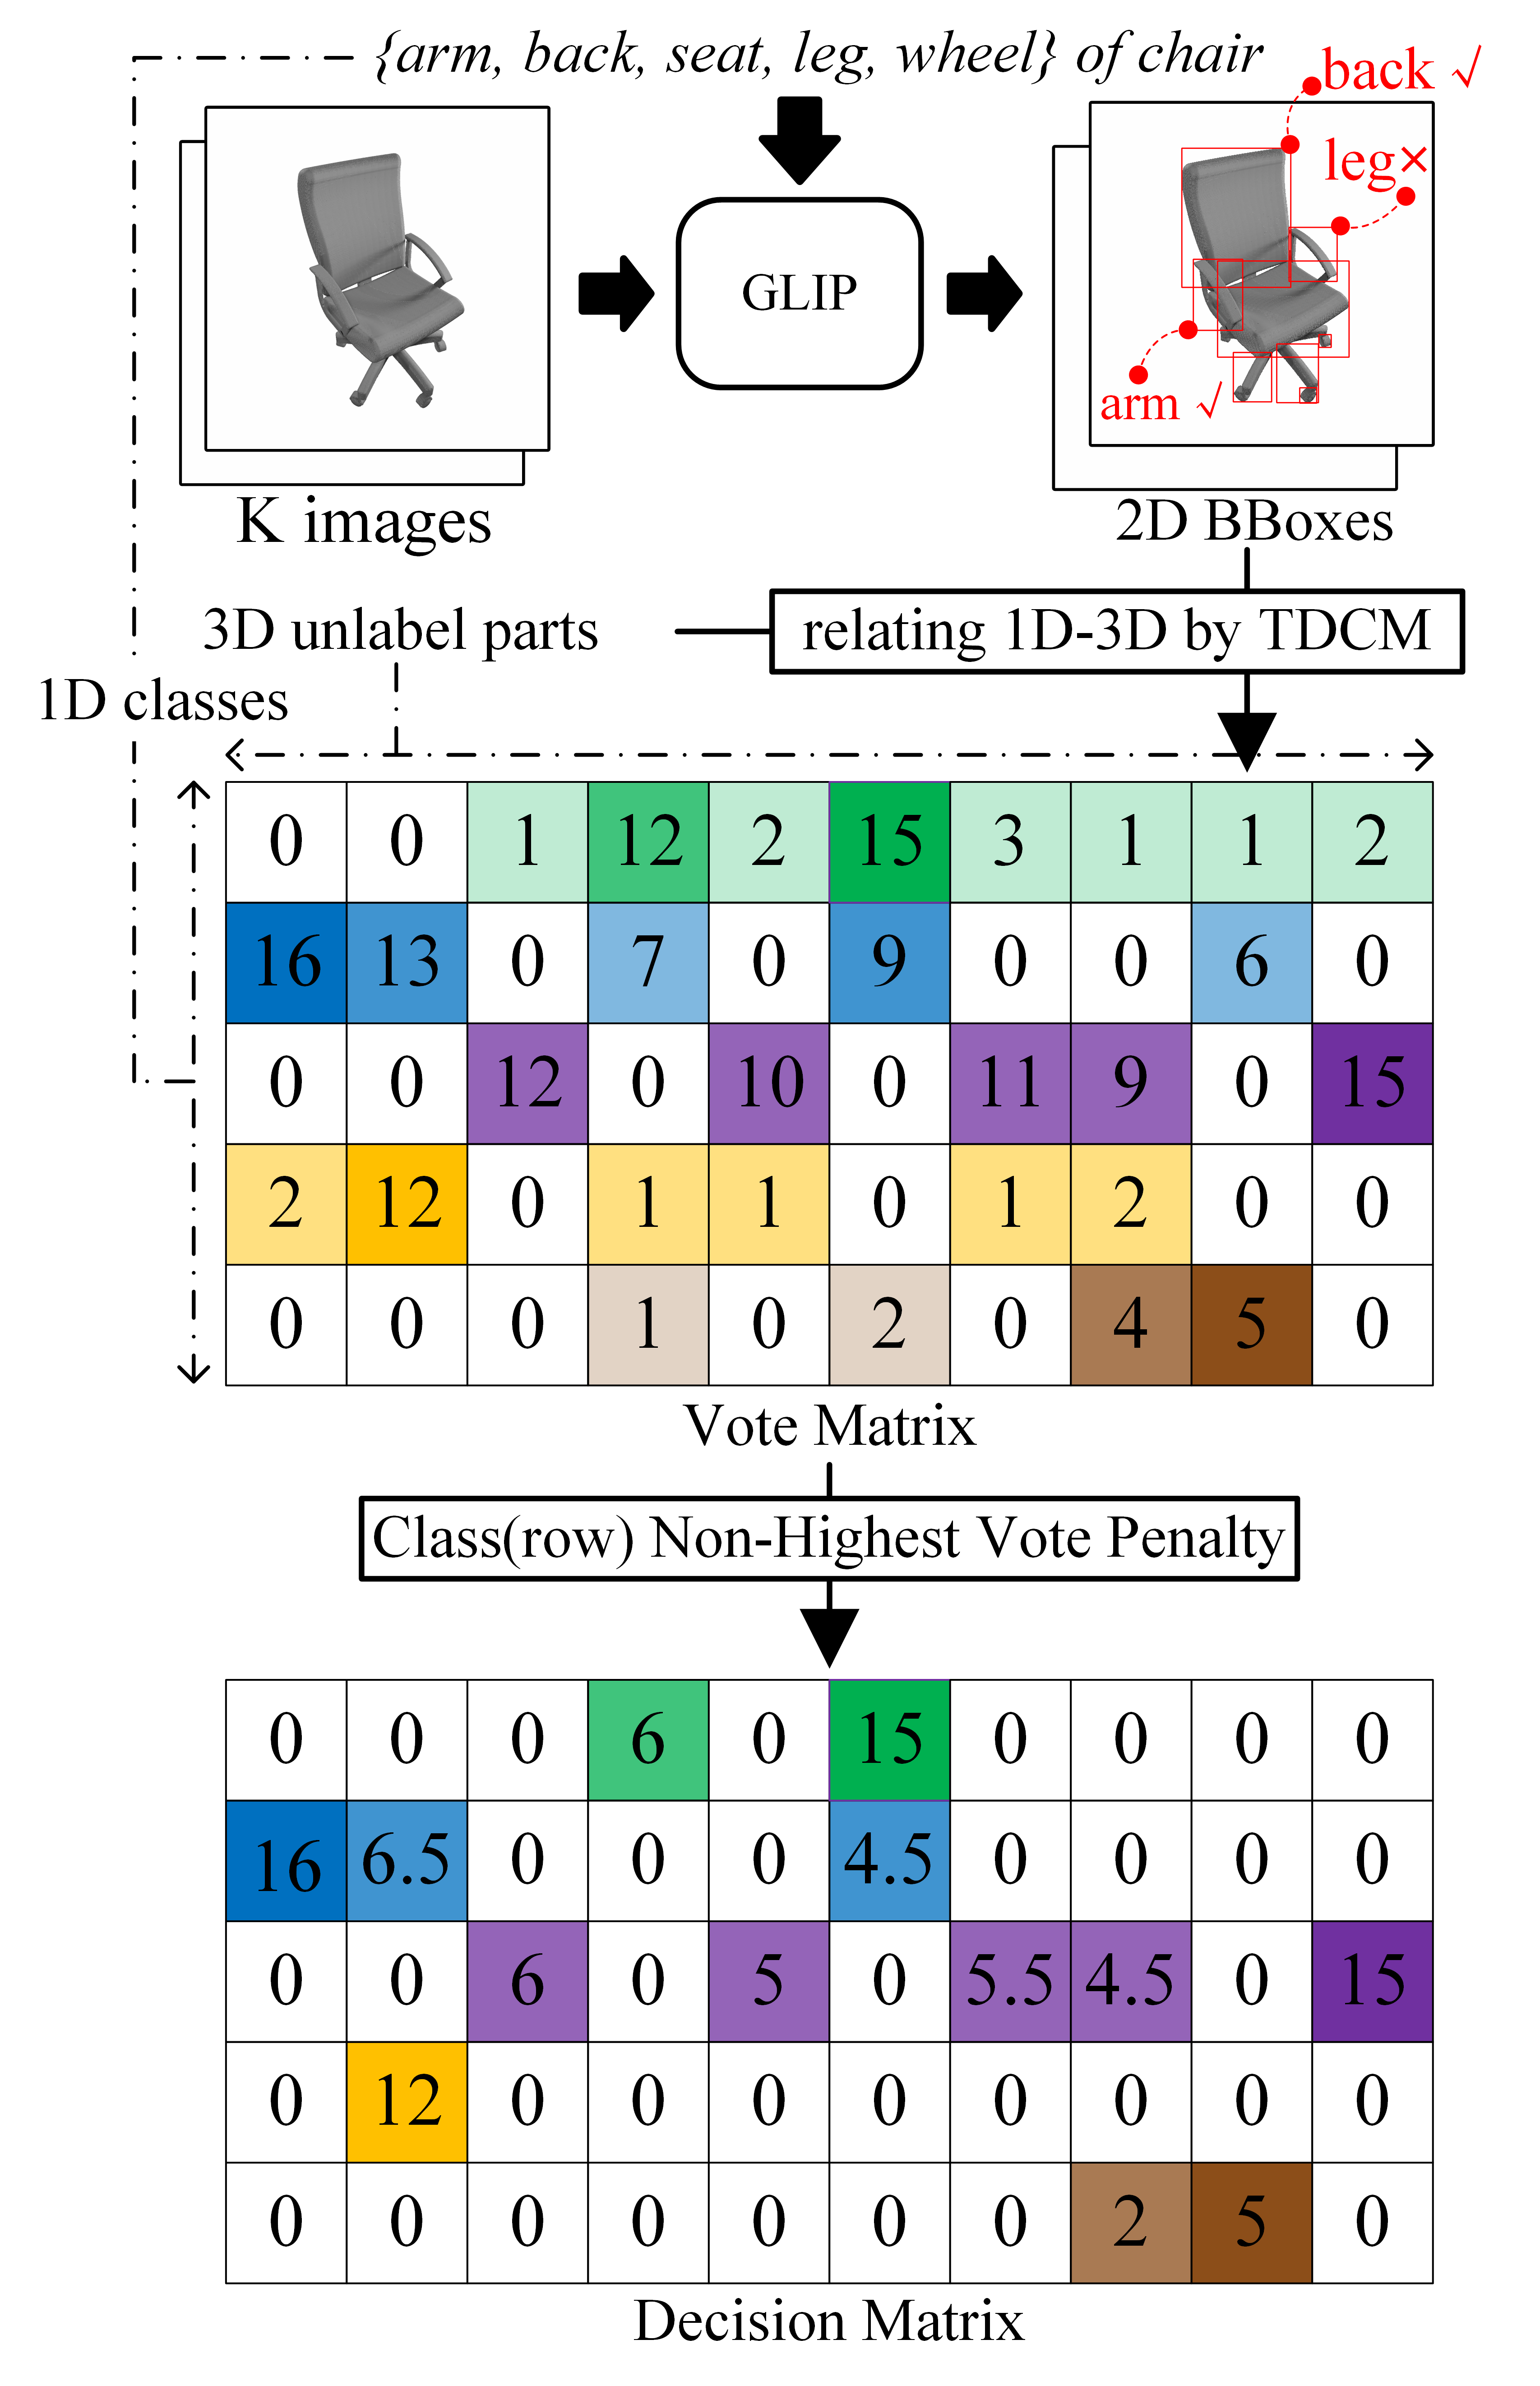 {arm, back, seat, leg, wheel} of chair
back √
leg×
GLIP
arm √
K images
2D BBoxes
3D unlabel parts
relating 1D-3D by TDCM
1D classes
0 0 1 12 2 15 3 1 1 2
16 13 0 7 0 9 0 0 6 0
0 0 12 0 10 0 11 9 0 15
2 12 0 1 1 0 1 2 0 0
0 0 0 1 0 2 0 4 5 0
Vote Matrix
Class(row) Non-Highest Vote Penalty
0 0 0 6 0 15 0 0 0 0
16 6.5 0 0 0 4.5 0 0 0 0
0 0 6 0 5 0 5.5 4.5 0 15
0 12 0 0 0 0 0 0 0 0
0 0 0 0 0 0 0 2 5 0
Decision Matrix